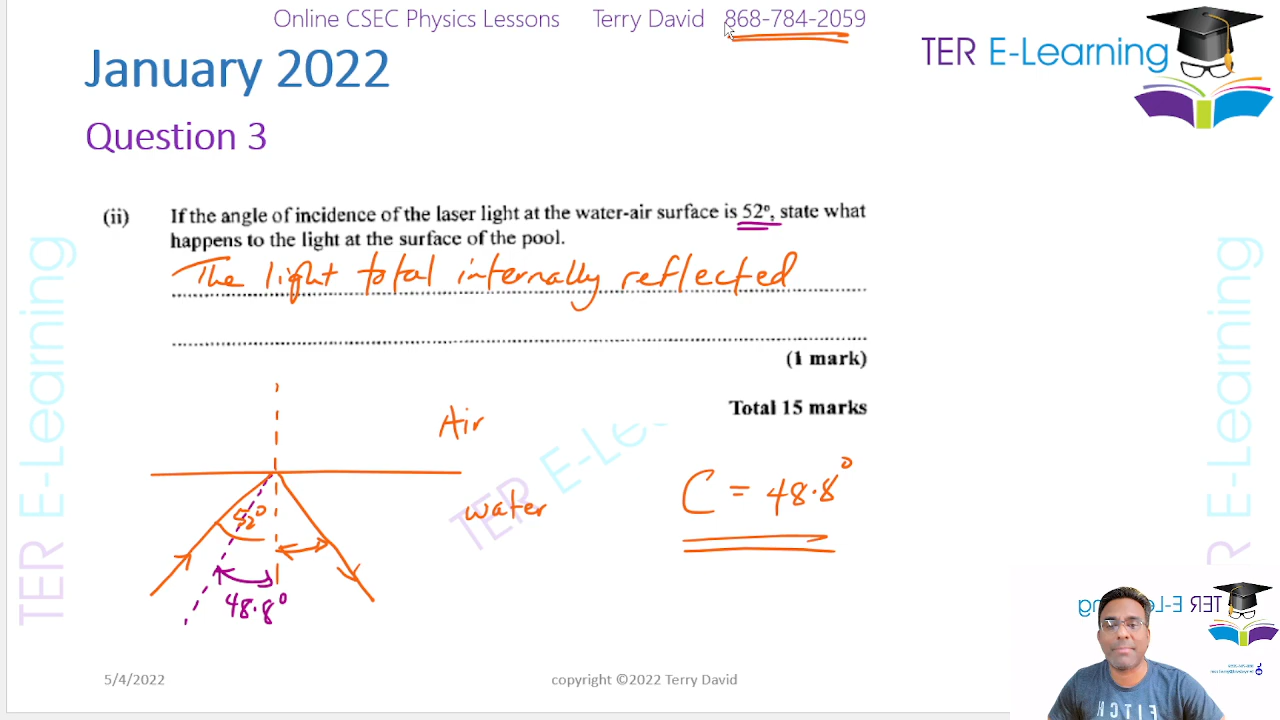 Online CSEC Physics Lessons Terry David 868-784-2059
TER E-Learning
January 2022
Question 3
(ii) If the angle of incidence of the laser light at the water-air surface is 52°, state what
happens to the light at the surface of the pool.
The light total internally reflected
(1 mark)
Total 15 marks
Air
water
C = 48.8°
52°
48.8°
TER E-Learning
TER E-Learning
TER E-Lea
TER E-L
FITCH
5/4/2022
copyright ©2022 Terry David